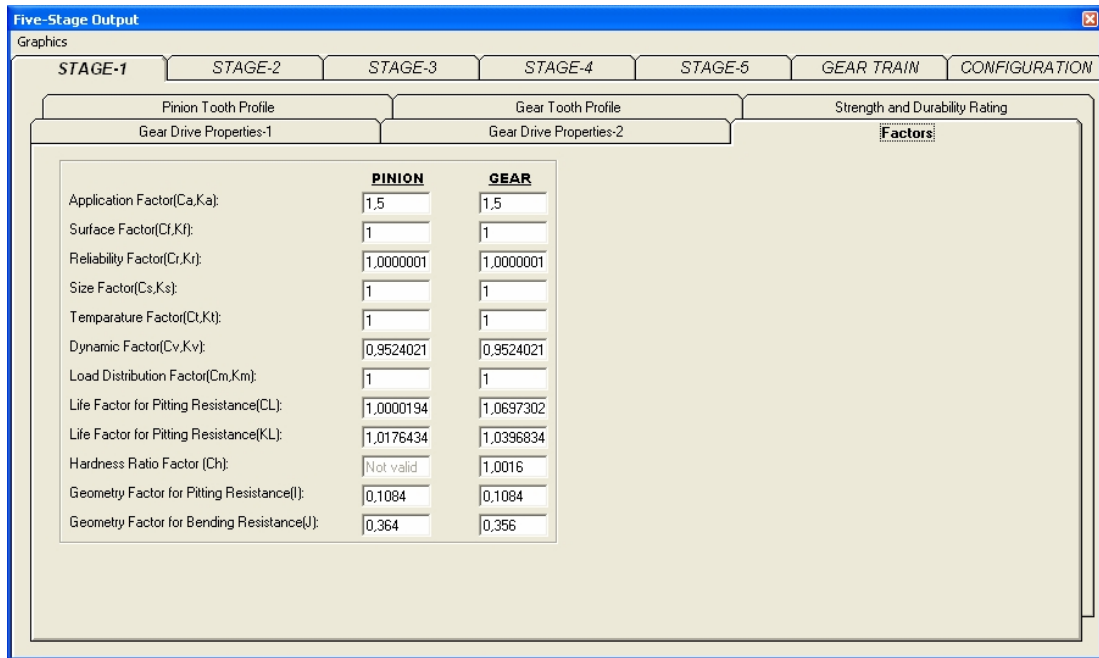 Five-Stage Output
Graphics
STAGE-1 STAGE-2 STAGE-3 STAGE-4 STAGE-5 GEAR TRAIN CONFIGURATION
Pinion Tooth Profile Gear Tooth Profile Strength and Durability Rating
Gear Drive Properties-1 Gear Drive Properties-2 Factors
PINION GEAR
Application Factor(Ca,Ka): 1,5 1,5
Surface Factor(Cf,Kf): 1 1
Reliability Factor(Cr,Kr): 1,0000001 1,0000001
Size Factor(Cs,Ks): 1 1
Temparature Factor(Ct,Kt): 1 1
Dynamic Factor(Cv,Kv): 0,9524021 0,9524021
Load Distribution Factor(Cm,Km): 1 1
Life Factor for Pitting Resistance(CL): 1,0000194 1,0697302
Life Factor for Pitting Resistance(KL): 1,0176434 1,0396834
Hardness Ratio Factor (Ch): Not valid 1,0016
Geometry Factor for Pitting Resistance(I): 0,1084 0,1084
Geometry Factor for Bending Resistance(J): 0,364 0,356